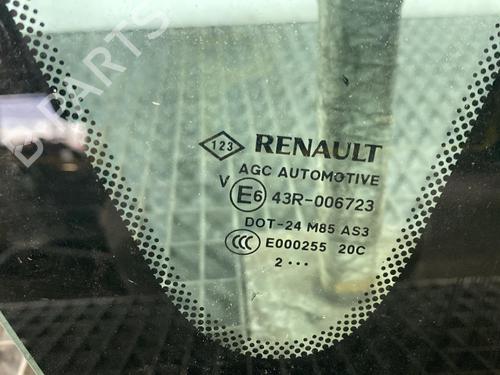 B-PARTS
123 RENAULT
AGC AUTOMOTIVE
V E6 43R-006723
DOT-24 M85 AS3
CCC E000255 20C
2 •••